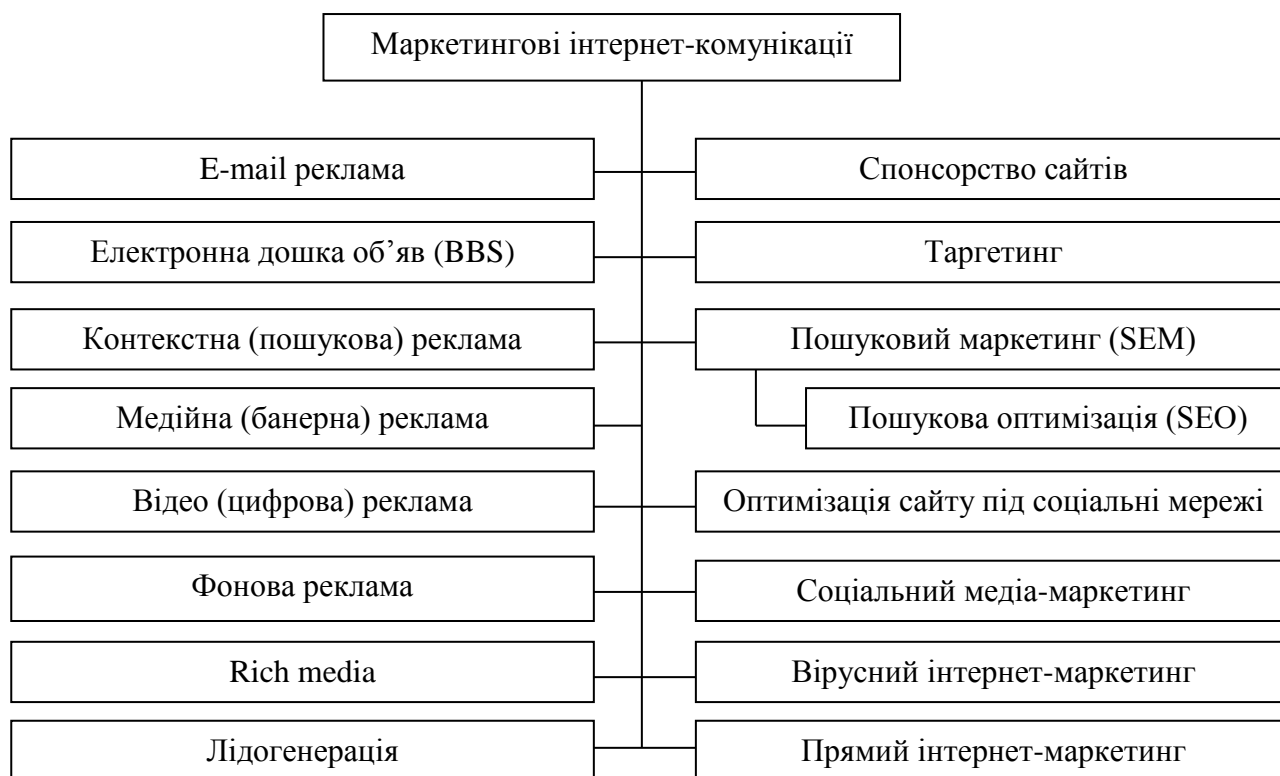 Маркетингові інтернет-комунікації
E-mail реклама
Спонсорство сайтів
Електронна дошка об’яв (BBS)
Таргетинг
Контекстна (пошукова) реклама
Пошуковий маркетинг (SEM)
Медійна (банерна) реклама
Пошукова оптимізація (SEO)
Відео (цифрова) реклама
Оптимізація сайту під соціальні мережі
Фонова реклама
Соціальний медіа-маркетинг
Rich media
Вірусний інтернет-маркетинг
Лідогенерація
Прямий інтернет-маркетинг